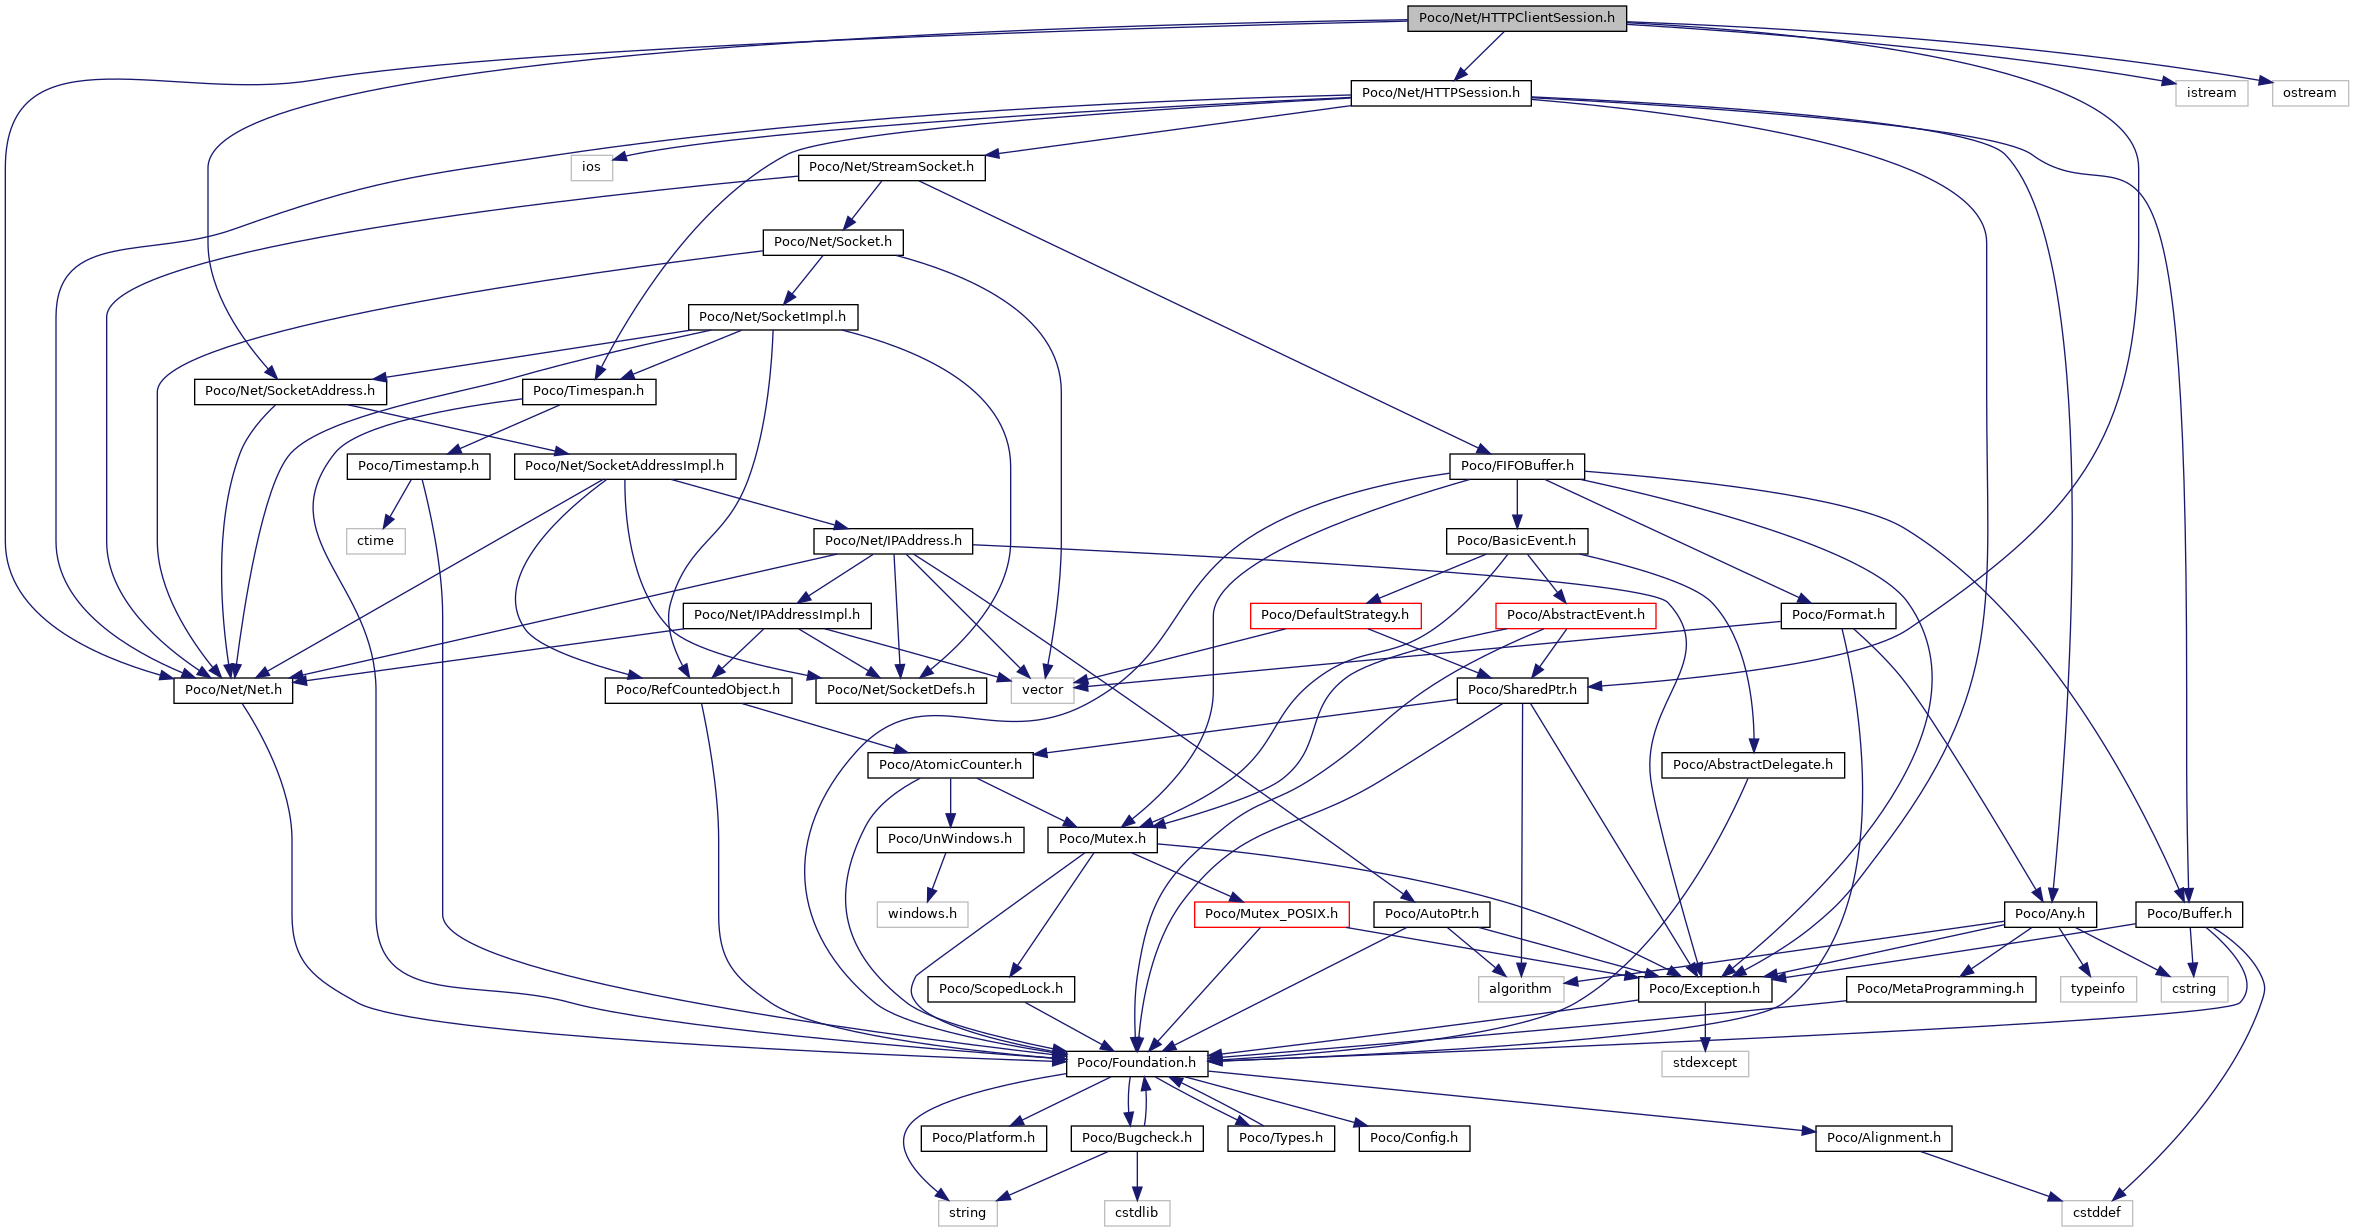 Poco/Net/HTTPClientSession.h
Poco/Net/HTTPSession.h
istream
ostream
ios
Poco/Net/StreamSocket.h
Poco/Net/Socket.h
Poco/Net/SocketImpl.h
Poco/Net/SocketAddress.h
Poco/Timespan.h
Poco/Timestamp.h
Poco/Net/SocketAddressImpl.h
Poco/FIFOBuffer.h
ctime
Poco/Net/IPAddress.h
Poco/BasicEvent.h
Poco/Net/IPAddressImpl.h
Poco/DefaultStrategy.h
Poco/AbstractEvent.h
Poco/Format.h
Poco/Net/Net.h
Poco/RefCountedObject.h
Poco/Net/SocketDefs.h
vector
Poco/SharedPtr.h
Poco/AtomicCounter.h
Poco/AbstractDelegate.h
Poco/UnWindows.h
Poco/Mutex.h
windows.h
Poco/Mutex_POSIX.h
Poco/AutoPtr.h
Poco/Any.h
Poco/Buffer.h
Poco/ScopedLock.h
algorithm
Poco/Exception.h
Poco/MetaProgramming.h
typeinfo
cstring
Poco/Foundation.h
stdexcept
Poco/Platform.h
Poco/Bugcheck.h
Poco/Types.h
Poco/Config.h
Poco/Alignment.h
string
cstdlib
cstddef